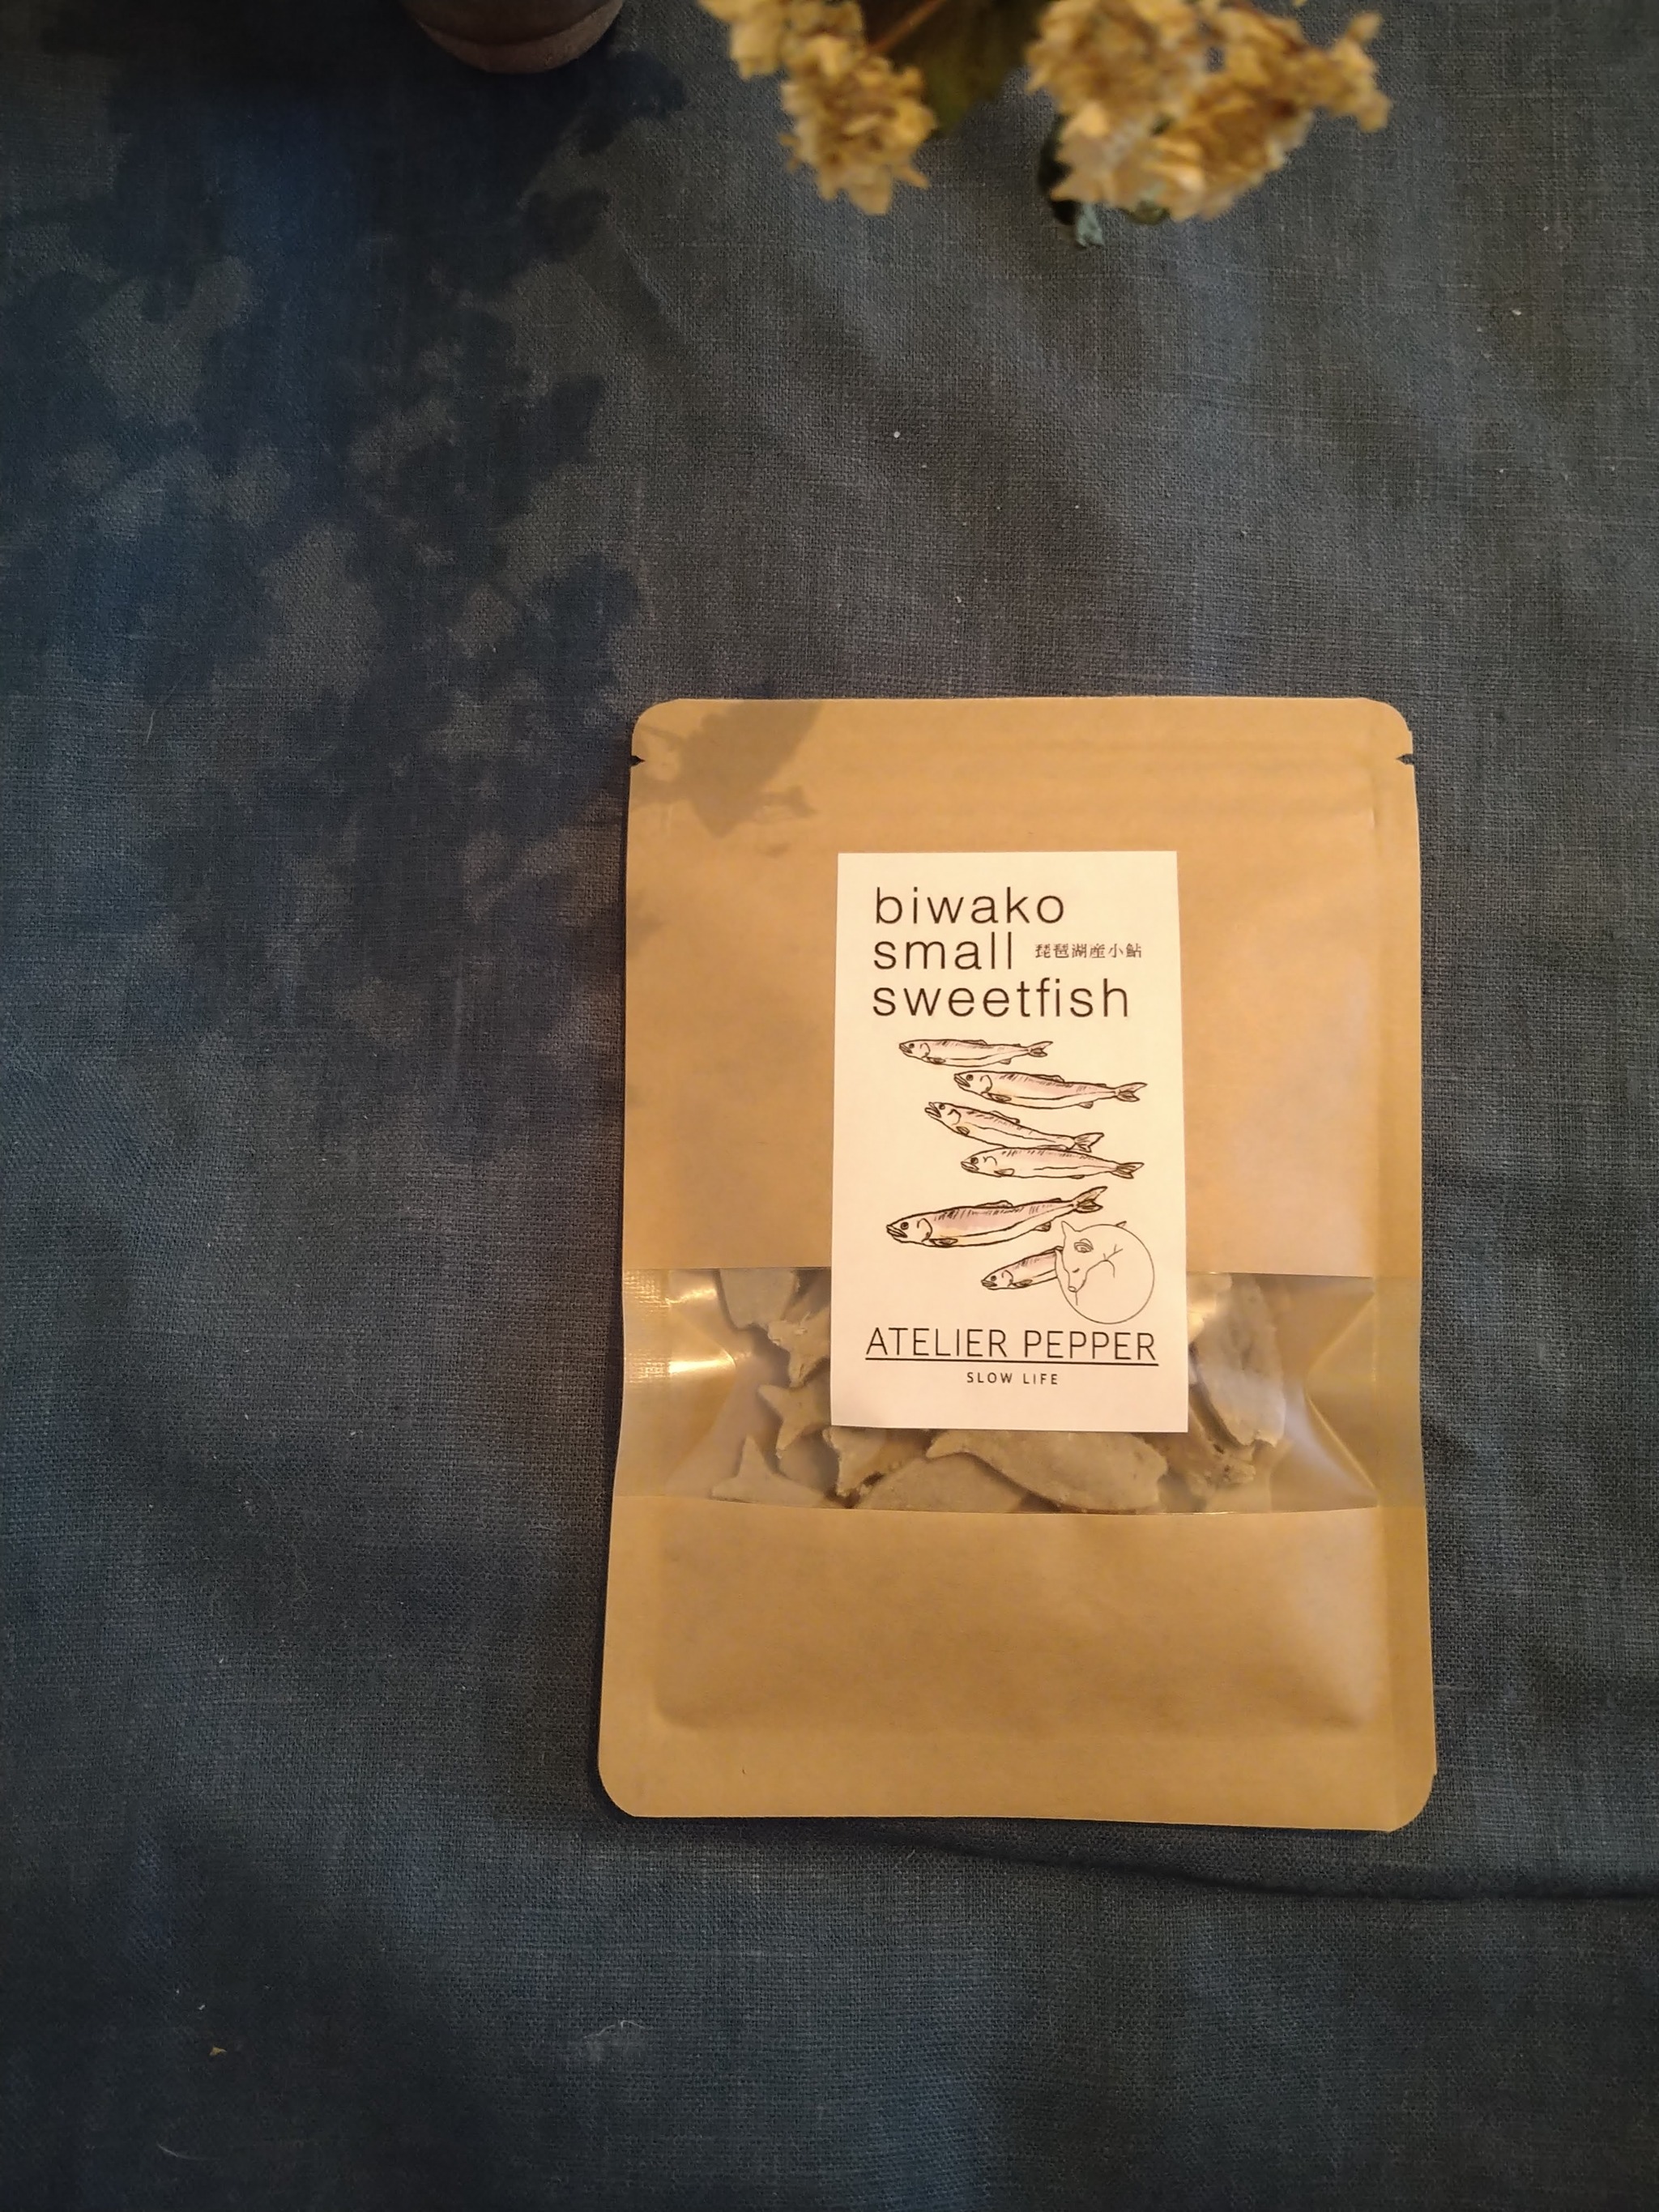 biwako
small 琵琶湖産小鮎
sweetfish
ATELIER PEPPER
SLOW LIFE